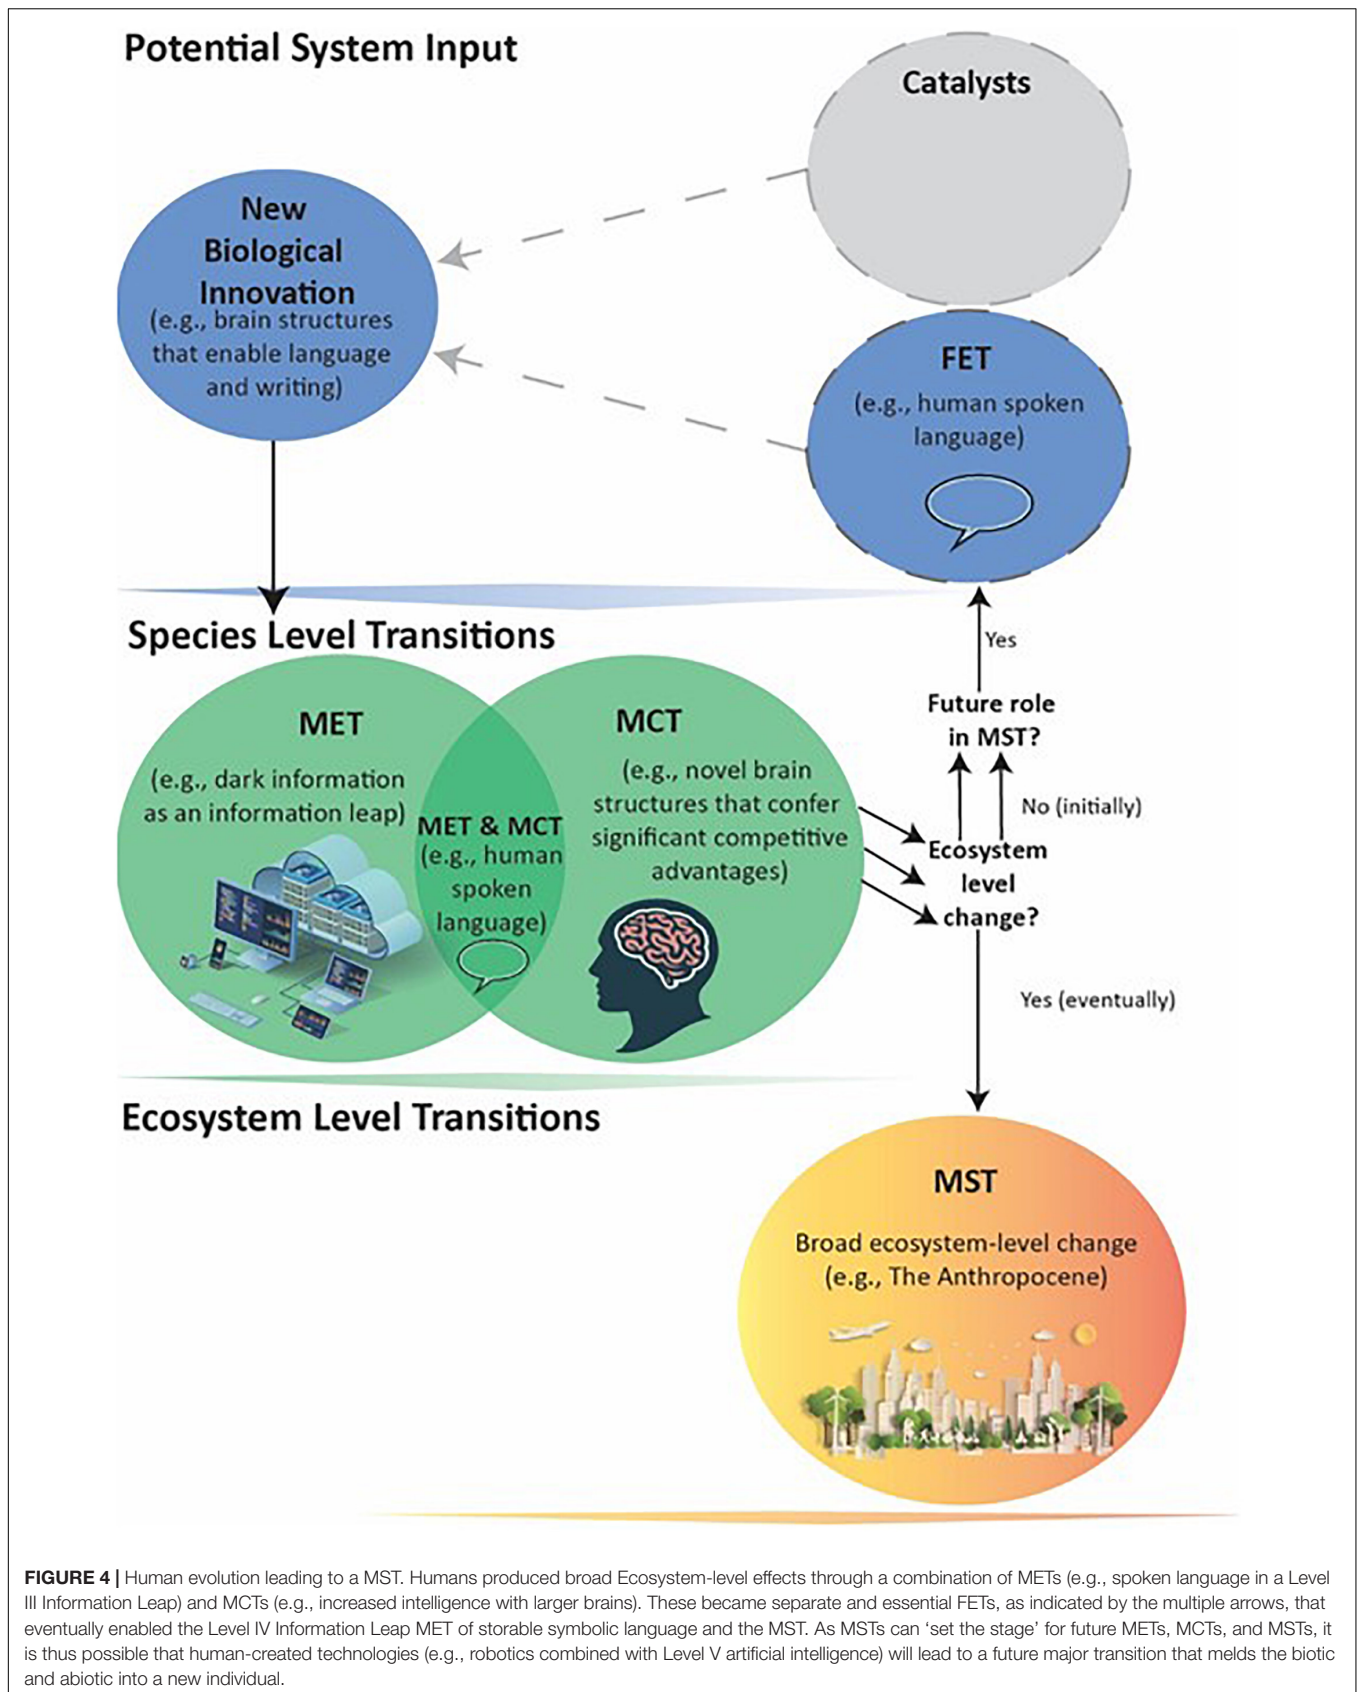 Potential System Input
Catalysts
New
Biological
Innovation
(e.g., brain structures
that enable language
and writing)
FET
(e.g., human spoken
language)
Yes
Species Level Transitions
Future role
in MST?
No (initially)
MET
(e.g., dark information
as an information leap)
MET & MCT
(e.g., human
spoken
language)
MCT
(e.g., novel brain
structures that confer
significant competitive
advantages)
Ecosystem
level
change?
Yes (eventually)
Ecosystem Level Transitions
MST
Broad ecosystem-level change
(e.g., The Anthropocene)
FIGURE 4 | Human evolution leading to a MST. Humans produced broad Ecosystem-level effects through a combination of METs (e.g., spoken language in a Level
III Information Leap) and MCTs (e.g., increased intelligence with larger brains). These became separate and essential FETs, as indicated by the multiple arrows, that
eventually enabled the Level IV Information Leap MET of storable symbolic language and the MST. As MSTs can ‘set the stage’ for future METs, MCTs, and MSTs, it
is thus possible that human-created technologies (e.g., robotics combined with Level V artificial intelligence) will lead to a future major transition that melds the biotic
and abiotic into a new individual.